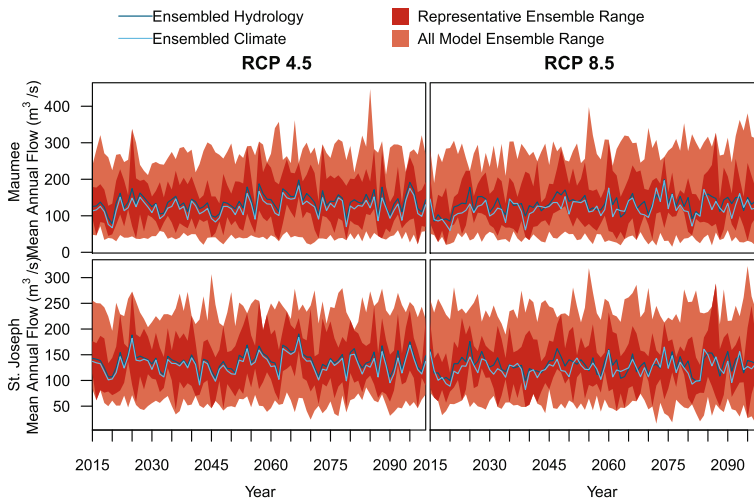 Ensembled Hydrology
Representative Ensemble Range
Ensembled Climate
All Model Ensemble Range
RCP 4.5
RCP 8.5
Maumee
Mean Annual Flow (m³/s)
400
300
200
100
0
St. Joseph
Mean Annual Flow (m³/s)
300
250
200
150
100
50
2015 2030 2045 2060 2075 2090 2015 2030 2045 2060 2075 2090
Year Year